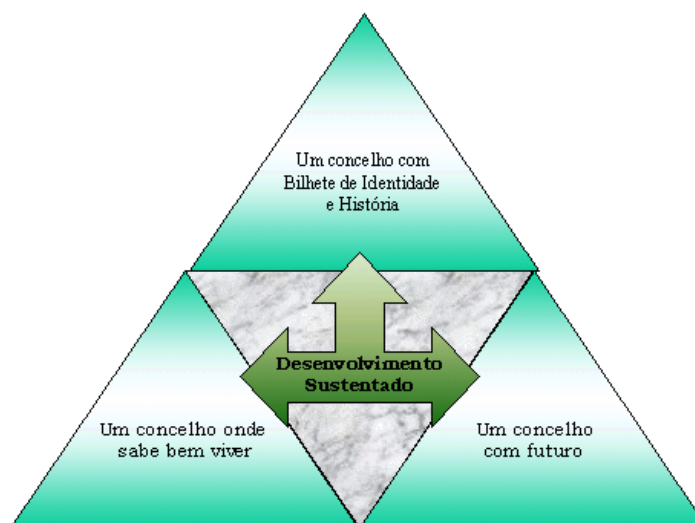 Um concelho com
Bilhete de Identidade
e História
Desenvolvimento
Sustentado
Um concelho onde
sabe bem viver
Um concelho
com futuro